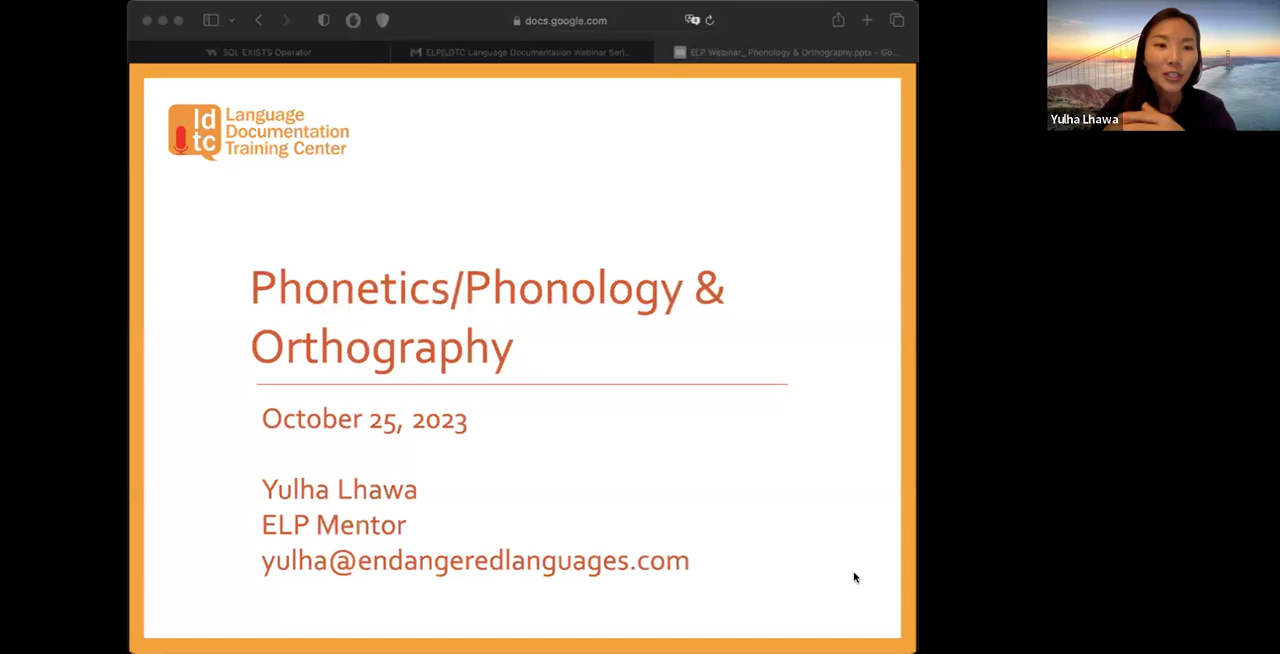 docs.google.com
SQL EXISTS Operator
ELP/LDTC Language Documentation Webinar Seri...
ELP Webinar_ Phonology & Orthography.pptx - Go...
ld
tc
Language
Documentation
Training Center
Phonetics/Phonology &
Orthography
October 25, 2023
Yulha Lhawa
ELP Mentor
yulha@endangeredlanguages.com
Yulha Lhawa